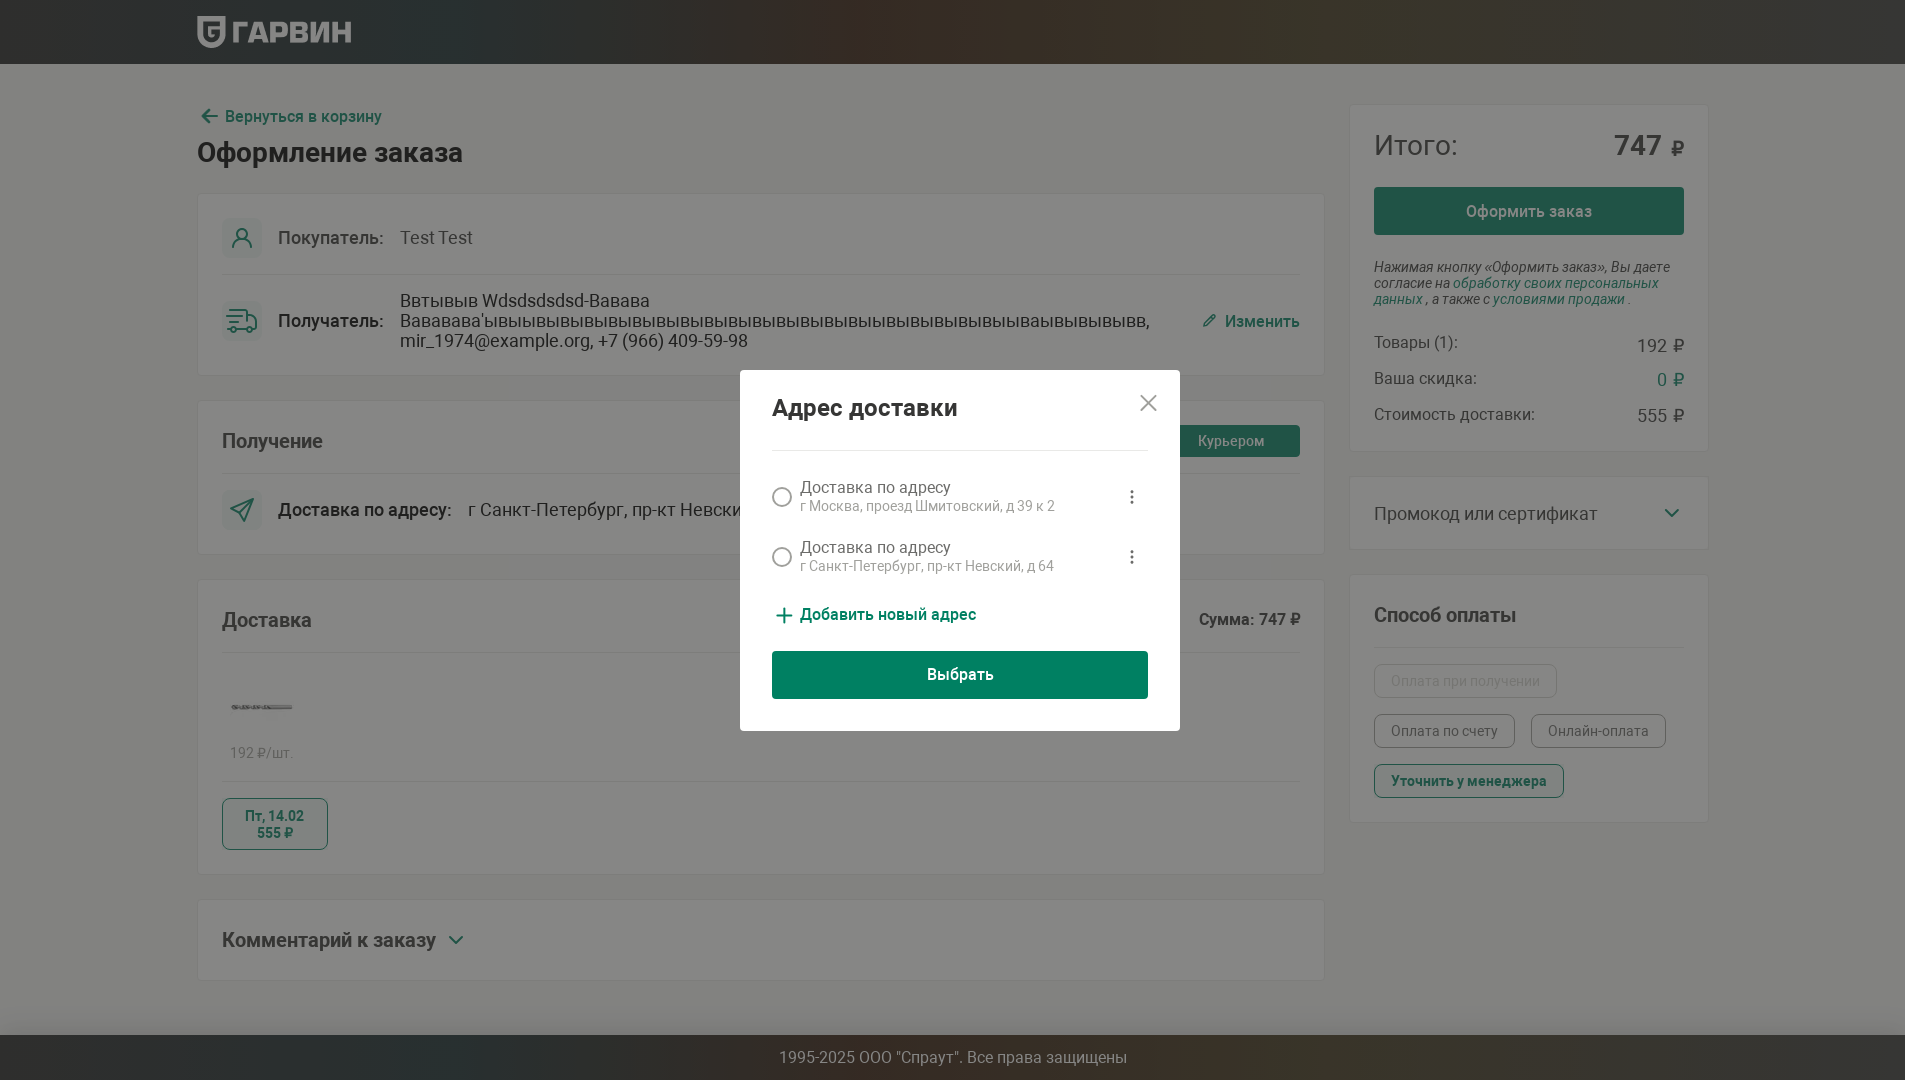 ГАРВИН
Вернуться в корзину
Оформление заказа
Покупатель: Test Test
Получатель: Ввтывыв Wdsdsdsdsd-Вавава
mir_1974@example.org, +7 (966) 409-59-98
Изменить
Получение
Курьером
Доставка по адресу: г Санкт-Петербург, пр-кт
Доставка
Сумма: 747 ₽
192 ₽/шт.
Пт, 14.02
555 ₽
Комментарий к заказу
Адрес доставки
Доставка по адресу
г Москва, проезд Шмитовский, д 39 к 2
Доставка по адресу
г Санкт-Петербург, пр-кт Невский, д 64
Добавить новый адрес
Выбрать
Итого: 747 ₽
Оформить заказ
Нажимая кнопку «Оформить заказ», Вы даете
согласие на обработку своих персональных
данных , а также с условиями продажи .
Товары (1): 192 ₽
Ваша скидка: 0 ₽
Стоимость доставки: 555 ₽
Промокод или сертификат
Способ оплаты
Оплата при получении
Оплата по счету
Онлайн-оплата
Уточнить у менеджера
1995-2025 ООО "Спраут". Все права защищены